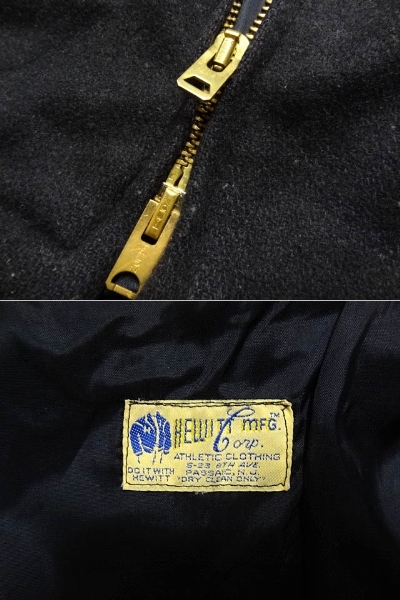 HEWITT MFG.™
Corp.
ATHLETIC CLOTHING
5-23 8TH AVE.
PASSAIC, N.J.
"DRY CLEAN ONLY"
DO IT WITH
HEWITT